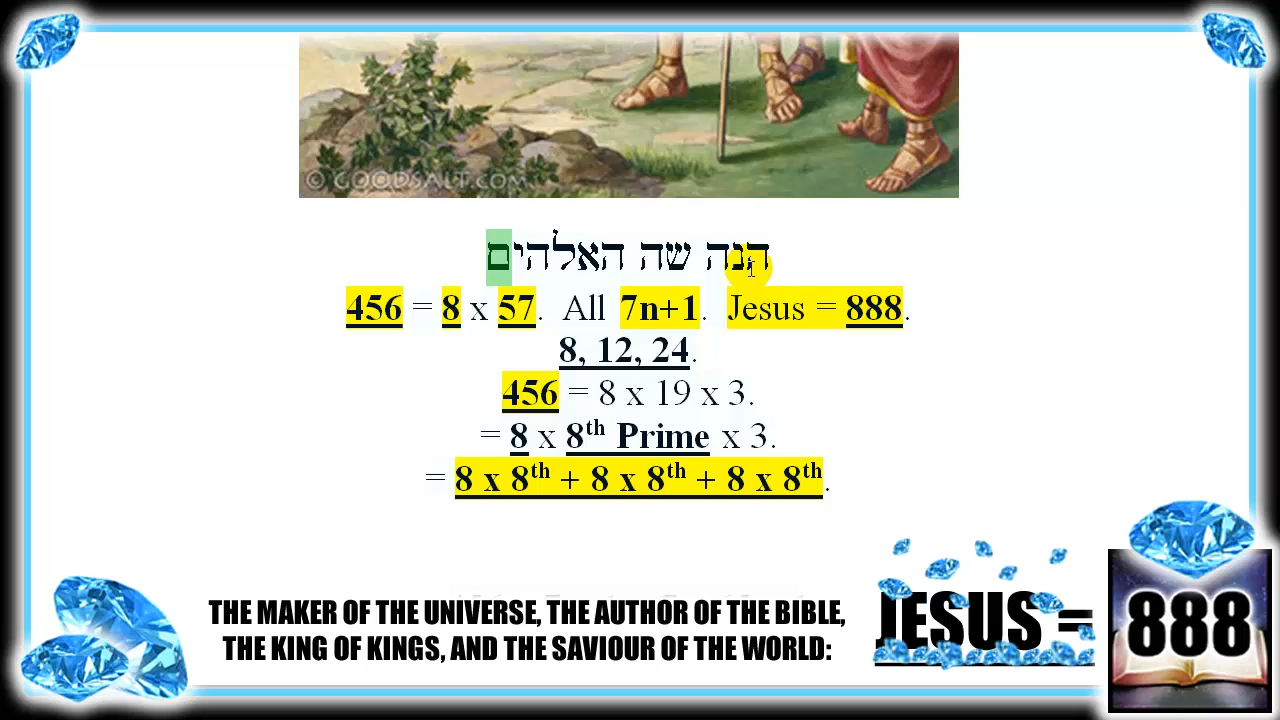 © GOODSALT.COM
הנה שה האלהים
456 = 8 x 57. All 7n+1. Jesus = 888.
8, 12, 24.
456 = 8 x 19 x 3.
= 8 x 8th Prime x 3.
= 8 x 8th + 8 x 8th + 8 x 8th.
THE MAKER OF THE UNIVERSE, THE AUTHOR OF THE BIBLE,
THE KING OF KINGS, AND THE SAVIOUR OF THE WORLD:
JESUS = 888